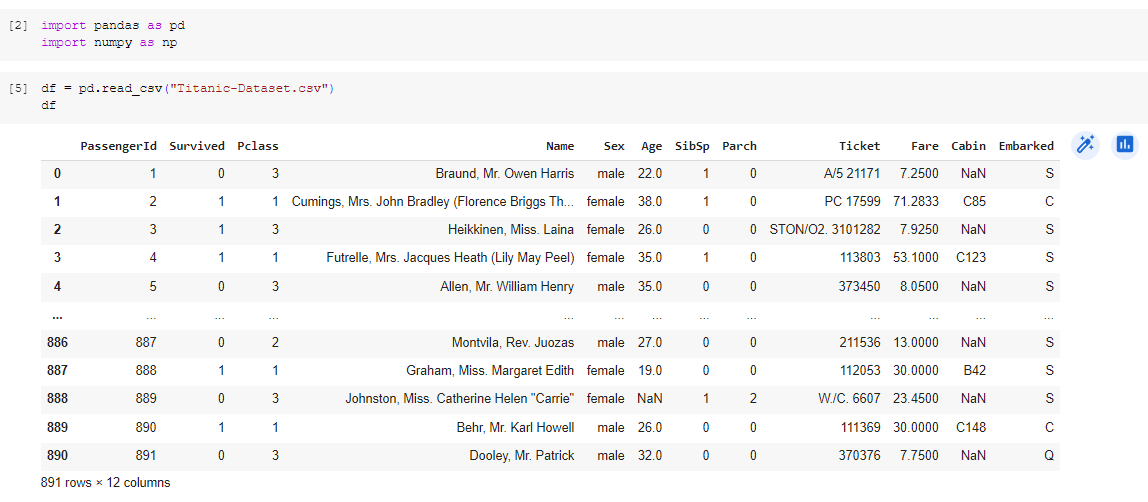 [2] import pandas as pd
import numpy as np
[5] df = pd.read_csv("Titanic-Dataset.csv")
df
PassengerId Survived Pclass Name Sex Age SibSp Parch Ticket Fare Cabin Embarked
0 1 0 3 Braund, Mr. Owen Harris male 22.0 1 0 A/5 21171 7.2500 NaN S
1 2 1 1 Cumings, Mrs. John Bradley (Florence Briggs Th... female 38.0 1 0 PC 17599 71.2833 C85 C
2 3 1 3 Heikkinen, Miss. Laina female 26.0 0 0 STON/O2. 3101282 7.9250 NaN S
3 4 1 1 Futrelle, Mrs. Jacques Heath (Lily May Peel) female 35.0 1 0 113803 53.1000 C123 S
4 5 0 3 Allen, Mr. William Henry male 35.0 0 0 373450 8.0500 NaN S
... ... ... ... ... ... ... ... ... ... ... ... ...
886 887 0 2 Montvila, Rev. Juozas male 27.0 0 0 211536 13.0000 NaN S
887 888 1 1 Graham, Miss. Margaret Edith female 19.0 0 0 112053 30.0000 B42 S
888 889 0 3 Johnston, Miss. Catherine Helen "Carrie" female NaN 1 2 W./C. 6607 23.4500 NaN S
889 890 1 1 Behr, Mr. Karl Howell male 26.0 0 0 111369 30.0000 C148 C
890 891 0 3 Dooley, Mr. Patrick male 32.0 0 0 370376 7.7500 NaN Q
891 rows × 12 columns